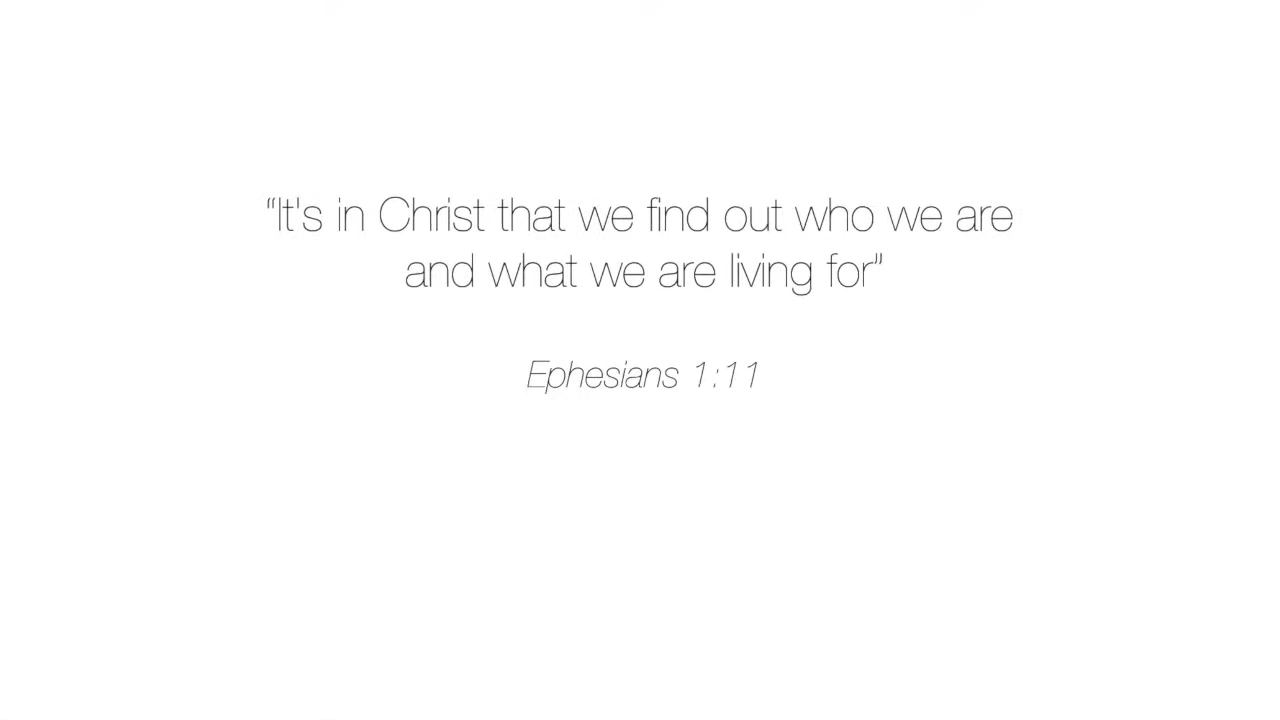 “It's in Christ that we find out who we are
and what we are living for”
Ephesians 1:11